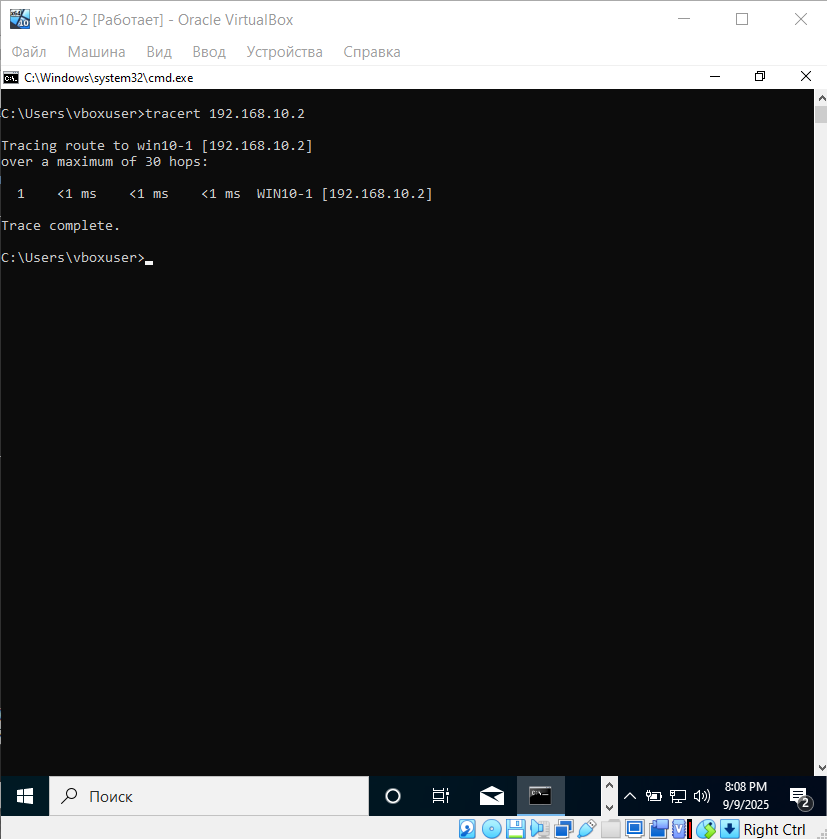 win10-2 [Работает] - Oracle VirtualBox
Файл Машина Вид Ввод Устройства Справка
C:\Windows\system32\cmd.exe
C:\Users\vboxuser>tracert 192.168.10.2
Tracing route to win10-1 [192.168.10.2]
over a maximum of 30 hops:
1 <1 ms <1 ms <1 ms WIN10-1 [192.168.10.2]
Trace complete.
C:\Users\vboxuser>
Поиск
8:08 PM
9/9/2025
2
Right Ctrl